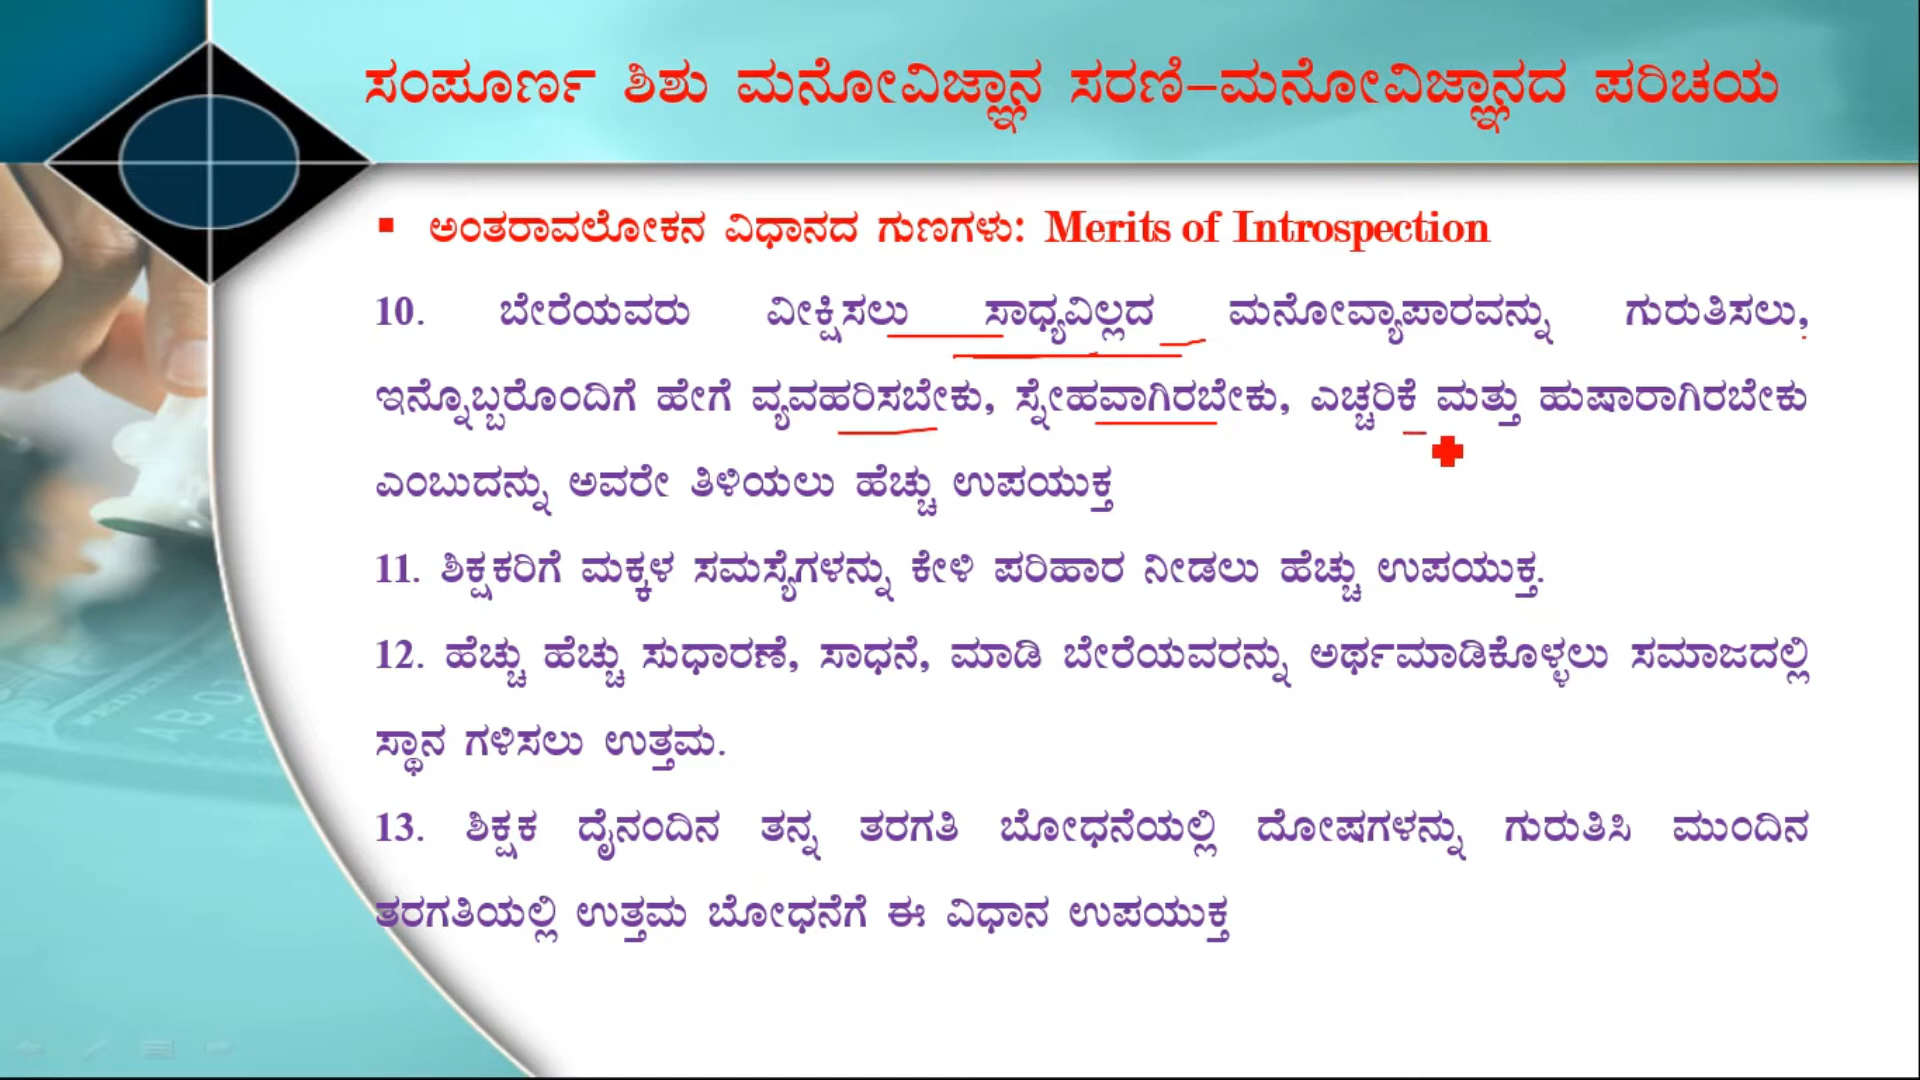 ಸಂಪೂರ್ಣ ಶಿಶು ಮನೋವಿಜ್ಞಾನ ಸರಣಿ–ಮನೋವಿಜ್ಞಾನದ ಪರಿಚಯ
▪ ಅಂತರಾವಲೋಕನ ವಿಧಾನದ ಗುಣಗಳು: Merits of Introspection
10. ಬೇರೆಯವರು ವೀಕ್ಷಿಸಲು ಸಾಧ್ಯವಿಲ್ಲದ ಮನೋವ್ಯಾಪಾರವನ್ನು ಗುರುತಿಸಲು,
ಇನ್ನೊಬ್ಬರೊಂದಿಗೆ ಹೇಗೆ ವ್ಯವಹರಿಸಬೇಕು, ಸ್ನೇಹವಾಗಿರಬೇಕು, ಎಚ್ಚರಿಕೆ ಮತ್ತು ಹುಷಾರಾಗಿರಬೇಕು
ಎಂಬುದನ್ನು ಅವರೇ ತಿಳಿಯಲು ಹೆಚ್ಚು ಉಪಯುಕ್ತ
11. ಶಿಕ್ಷಕರಿಗೆ ಮಕ್ಕಳ ಸಮಸ್ಯೆಗಳನ್ನು ಕೇಳಿ ಪರಿಹಾರ ನೀಡಲು ಹೆಚ್ಚು ಉಪಯುಕ್ತ.
12. ಹೆಚ್ಚು ಹೆಚ್ಚು ಸುಧಾರಣೆ, ಸಾಧನೆ, ಮಾಡಿ ಬೇರೆಯವರನ್ನು ಅರ್ಥಮಾಡಿಕೊಳ್ಳಲು ಸಮಾಜದಲ್ಲಿ
ಸ್ಥಾನ ಗಳಿಸಲು ಉತ್ತಮ.
13. ಶಿಕ್ಷಕ ದೈನಂದಿನ ತನ್ನ ತರಗತಿ ಬೋಧನೆಯಲ್ಲಿ ದೋಷಗಳನ್ನು ಗುರುತಿಸಿ ಮುಂದಿನ
ತರಗತಿಯಲ್ಲಿ ಉತ್ತಮ ಬೋಧನೆಗೆ ಈ ವಿಧಾನ ಉಪಯುಕ್ತ